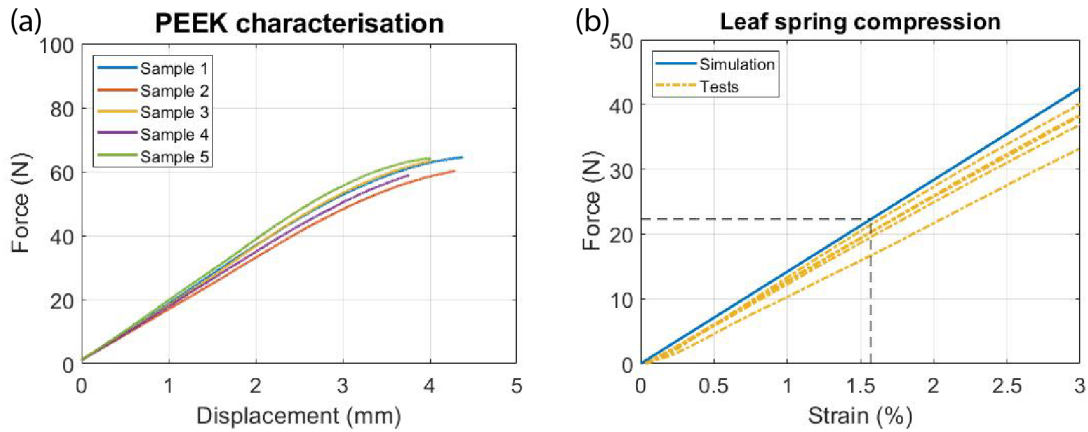 (a)
PEEK characterisation
100
80
60
40
20
0
Force (N)
Sample 1
Sample 2
Sample 3
Sample 4
Sample 5
0 1 2 3 4 5
Displacement (mm)
(b)
Leaf spring compression
50
40
30
20
10
0
Force (N)
Simulation
Tests
0 0.5 1 1.5 2 2.5 3
Strain (%)